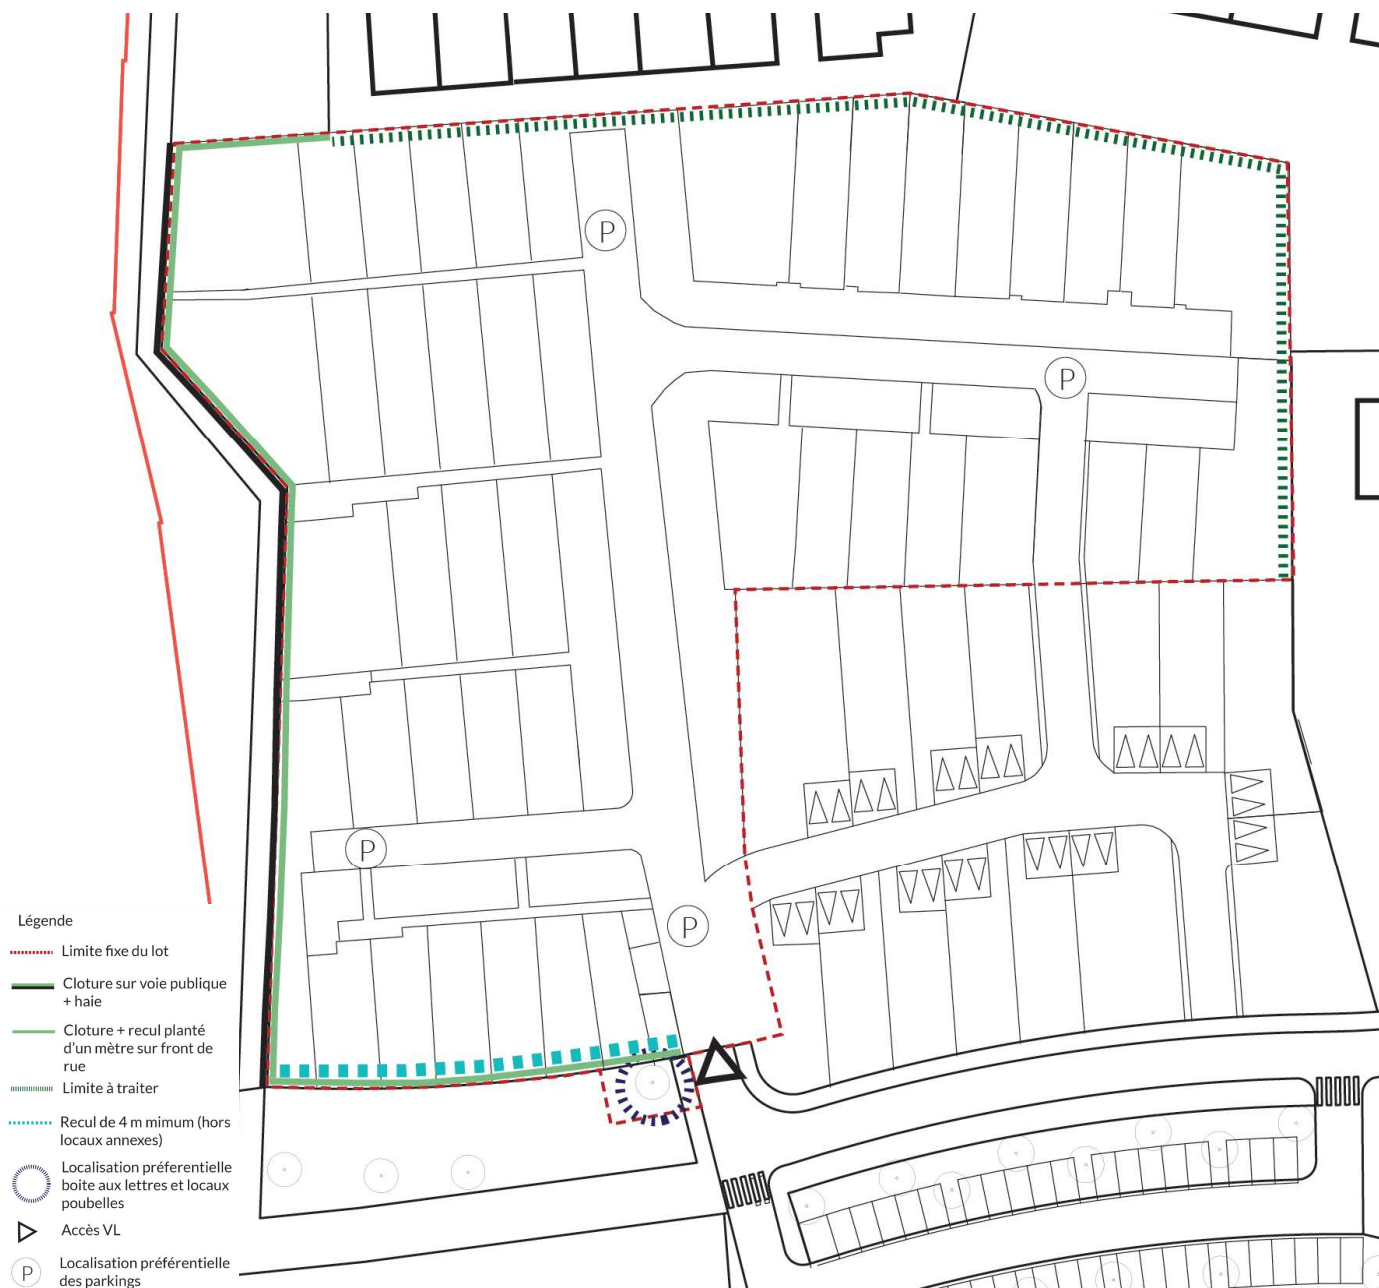 P
P
P
P
Légende
Limite fixe du lot
Cloture sur voie publique
+ haie
Cloture + recul planté
d'un mètre sur front de
rue
Limite à traiter
Recul de 4 m mimum (hors
locaux annexes)
Localisation préferentielle
boite aux lettres et locaux
poubelles
Accès VL
P
Localisation préférentielle
des parkings